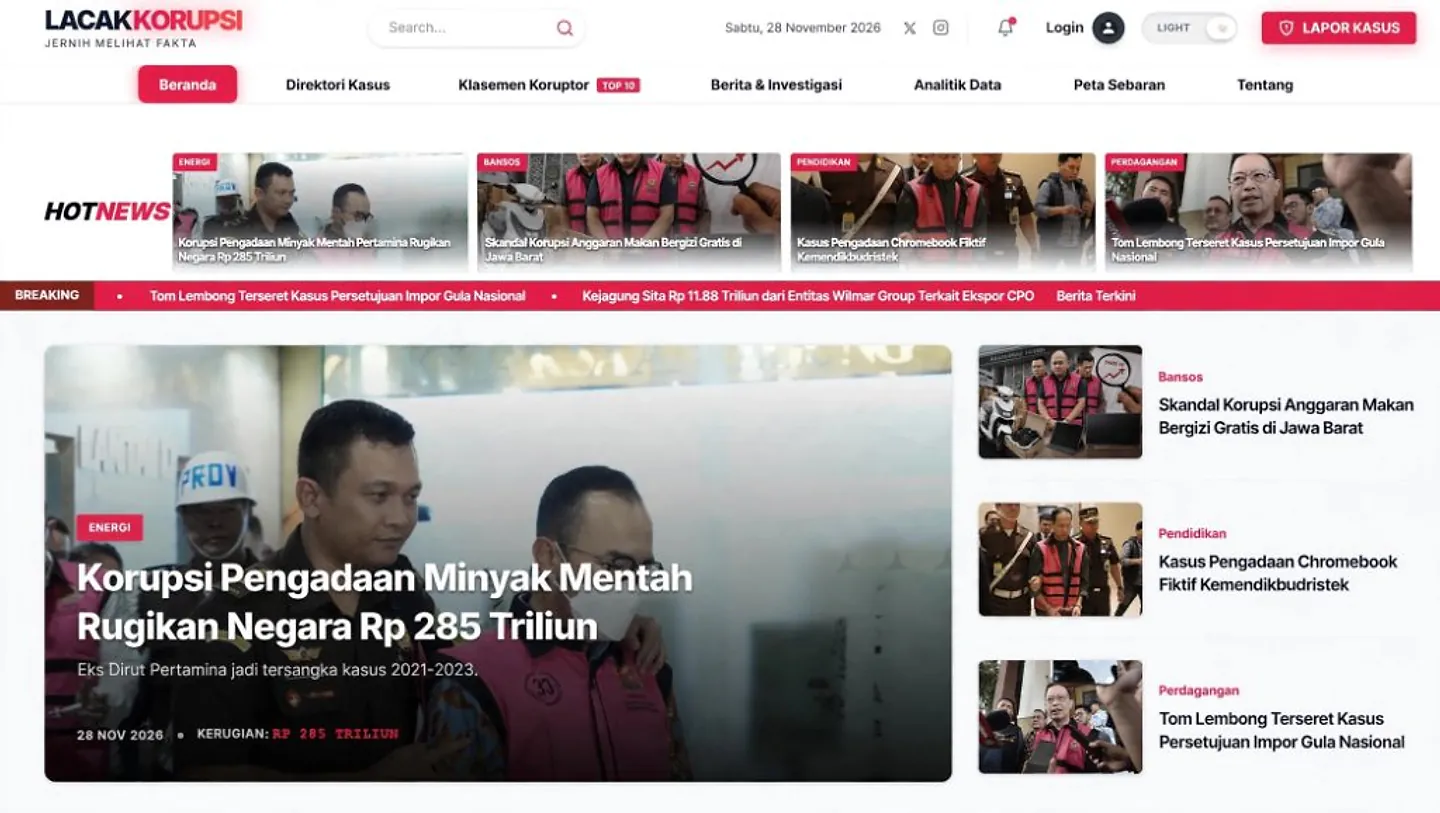 LACAKKORUPSI
JERNIH MELIHAT FAKTA
Search...
Sabtu, 28 November 2026
Login
LIGHT
LAPOR KASUS
Beranda
Direktori Kasus
Klasemen Koruptor TOP 10
Berita & Investigasi
Analitik Data
Peta Sebaran
Tentang
HOTNEWS
ENERGI
Korupsi Pengadaan Minyak Mentah Pertamina Rugikan
Negara Rp 285 Triliun
BANSOS
Skandal Korupsi Anggaran Makan Bergizi Gratis di
Jawa Barat
PENDIDIKAN
Kasus Pengadaan Chromebook Fiktif
Kemendikbudristek
PERDAGANGAN
Tom Lembong Terseret Kasus Persetujuan Impor Gula
Nasional
BREAKING
• Tom Lembong Terseret Kasus Persetujuan Impor Gula Nasional • Kejagung Sita Rp 11.88 Triliun dari Entitas Wilmar Group Terkait Ekspor CPO Berita Terkini
PROV
ENERGI
Korupsi Pengadaan Minyak Mentah
Rugikan Negara Rp 285 Triliun
Eks Dirut Pertamina jadi tersangka kasus 2021-2023.
28 NOV 2026 • KERUGIAN: RP 285 TRILIUN
Bansos
Skandal Korupsi Anggaran Makan
Bergizi Gratis di Jawa Barat
Pendidikan
Kasus Pengadaan Chromebook
Fiktif Kemendikbudristek
Perdagangan
Tom Lembong Terseret Kasus
Persetujuan Impor Gula Nasional